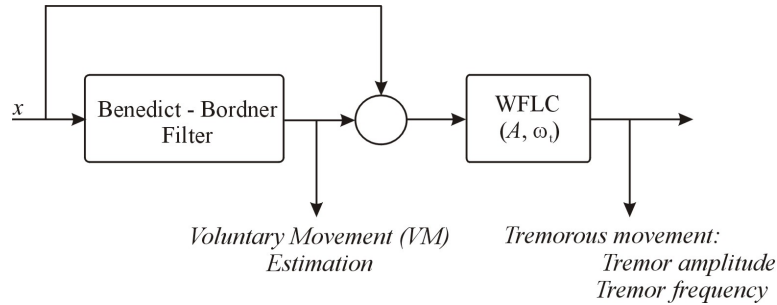 x
Benedict - Bordner
Filter
WFLC
(A, ωt)
Voluntary Movement (VM)
Estimation
Tremorous movement:
Tremor amplitude
Tremor frequency